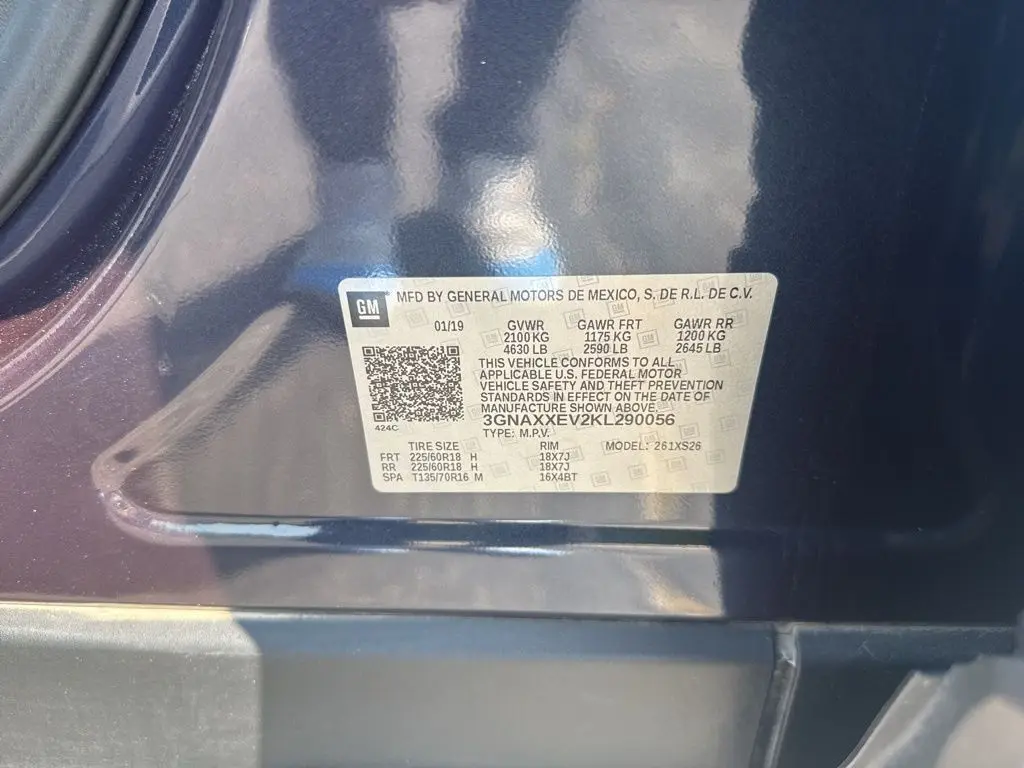 GM MFD BY GENERAL MOTORS DE MEXICO, S. DE R.L. DE C.V.
01/19 GVWR GAWR FRT GAWR RR
2100 KG 1175 KG 1200 KG
4630 LB 2590 LB 2645 LB
THIS VEHICLE CONFORMS TO ALL
APPLICABLE U.S. FEDERAL MOTOR
VEHICLE SAFETY AND THEFT PREVENTION
STANDARDS IN EFFECT ON THE DATE OF
MANUFACTURE SHOWN ABOVE.
424C 3GNAXXEV2KL290056
TYPE: M.P.V.
TIRE SIZE RIM MODEL: 261XS26
FRT 225/60R18 H 18X7J
RR 225/60R18 H 18X7J
SPA T135/70R16 M 16X4BT